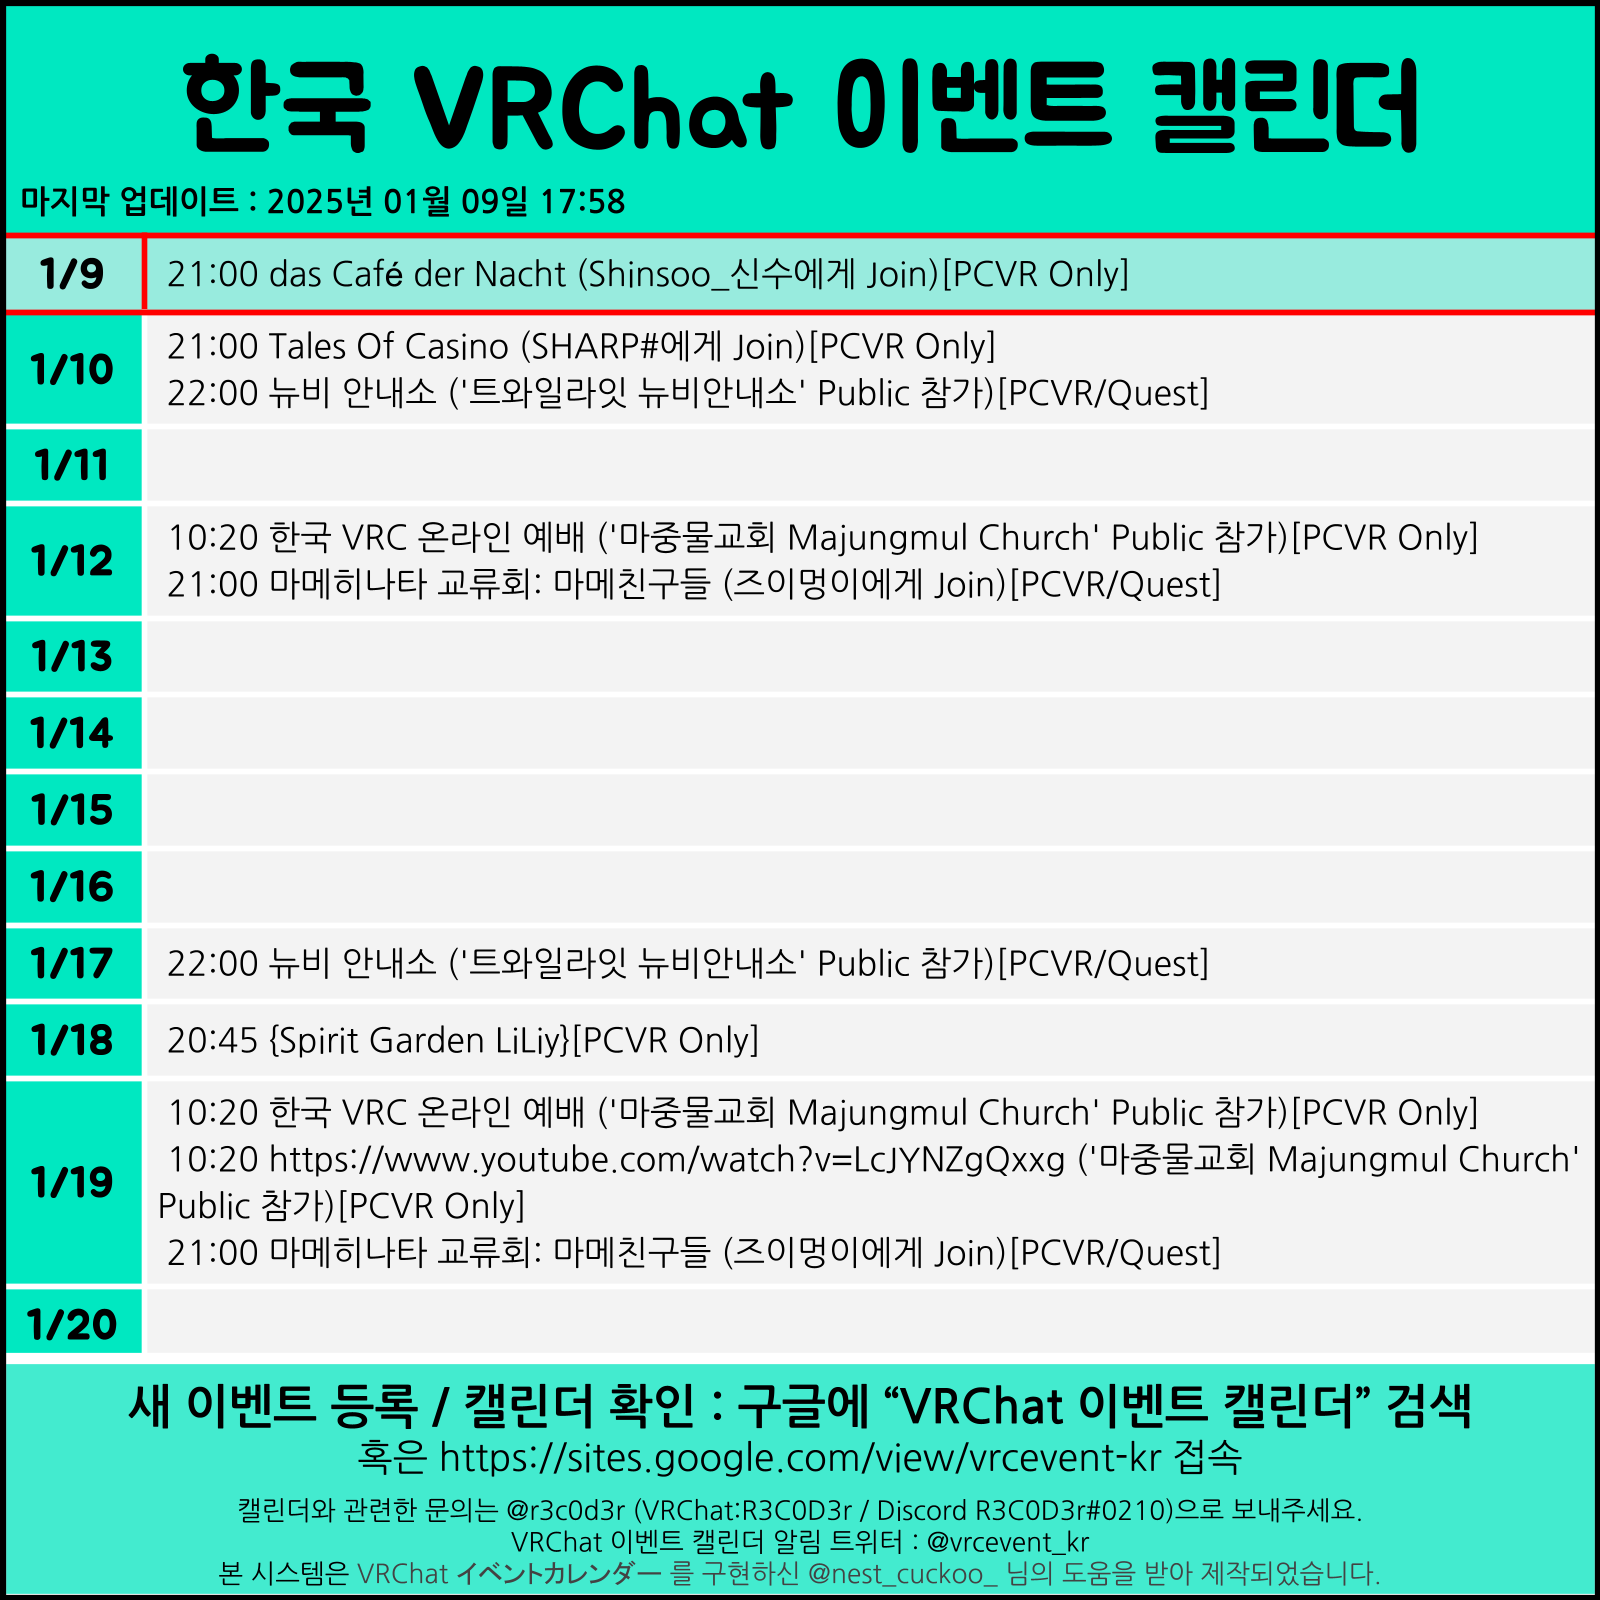 한국 VRChat 이벤트 캘린더
마지막 업데이트 : 2025년 01월 09일 17:58
1/9
21:00 das Café der Nacht (Shinsoo_신수에게 Join)[PCVR Only]
1/10
21:00 Tales Of Casino (SHARP#에게 Join)[PCVR Only]
22:00 뉴비 안내소 ('트와일라잇 뉴비안내소' Public 참가)[PCVR/Quest]
1/11
1/12
10:20 한국 VRC 온라인 예배 ('마중물교회 Majungmul Church' Public 참가)[PCVR Only]
21:00 마메히나타 교류회: 마메친구들 (즈이멍이에게 Join)[PCVR/Quest]
1/13
1/14
1/15
1/16
1/17
22:00 뉴비 안내소 ('트와일라잇 뉴비안내소' Public 참가)[PCVR/Quest]
1/18
20:45 {Spirit Garden LiLiy}[PCVR Only]
1/19
10:20 한국 VRC 온라인 예배 ('마중물교회 Majungmul Church' Public 참가)[PCVR Only]
10:20 https://www.youtube.com/watch?v=LcJYNZgQxxg ('마중물교회 Majungmul Church'
Public 참가)[PCVR Only]
21:00 마메히나타 교류회: 마메친구들 (즈이멍이에게 Join)[PCVR/Quest]
1/20
새 이벤트 등록 / 캘린더 확인 : 구글에 “VRChat 이벤트 캘린더” 검색
혹은 https://sites.google.com/view/vrcevent-kr 접속
캘린더와 관련한 문의는 @r3c0d3r (VRChat:R3C0D3r / Discord R3C0D3r#0210)으로 보내주세요.
VRChat 이벤트 캘린더 알림 트위터 : @vrcevent_kr
본 시스템은 VRChat イベントカレンダー 를 구현하신 @nest_cuckoo_ 님의 도움을 받아 제작되었습니다.